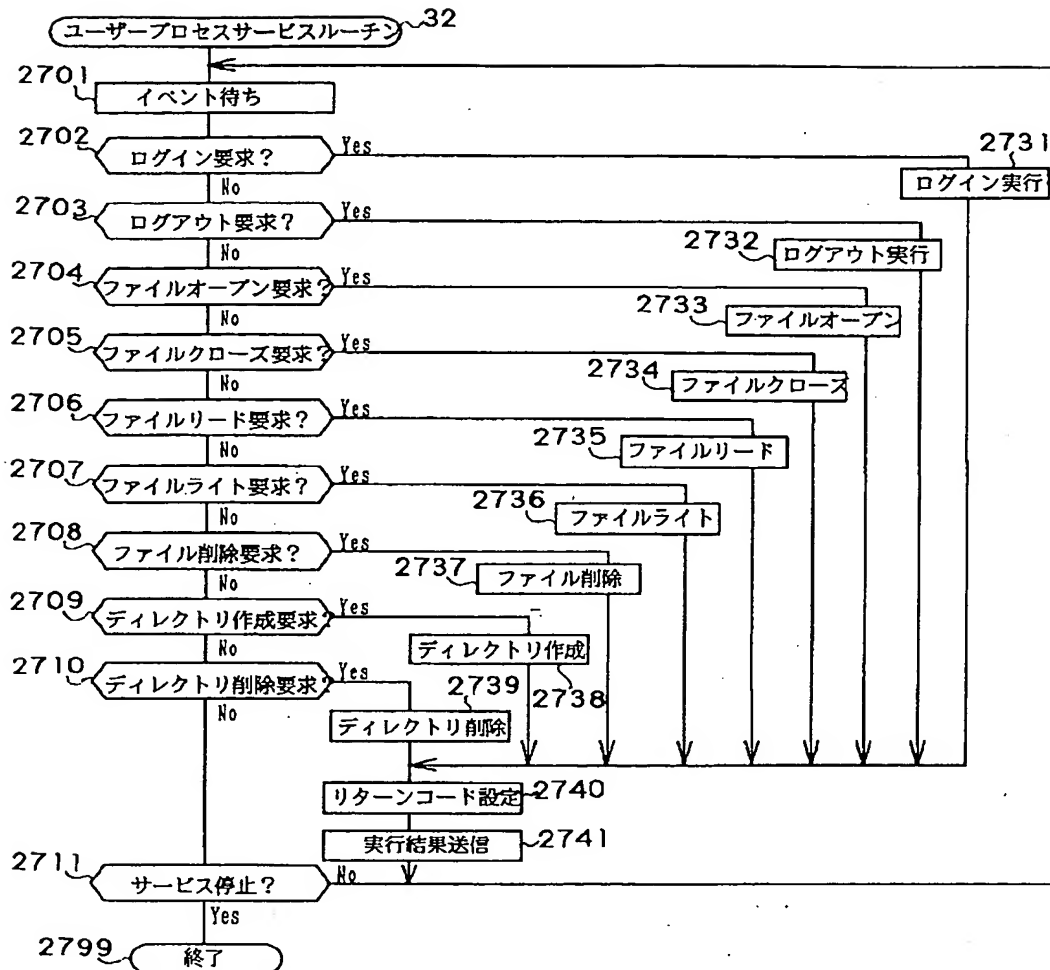 ユーザープロセスサービスルーチン 32
2701 イベント待ち
2702 ログイン要求? Yes
No
2731 ログイン実行
2703 ログアウト要求? Yes
No
2732 ログアウト実行
2704 ファイルオープン要求? Yes
No
2733 ファイルオープン
2705 ファイルクローズ要求? Yes
No
2734 ファイルクローズ
2706 ファイルリード要求? Yes
No
2735 ファイルリード
2707 ファイルライト要求? Yes
No
2736 ファイルライト
2708 ファイル削除要求? Yes
No
2737 ファイル削除
2709 ディレクトリ作成要求? Yes
No
ディレクトリ作成 2738
2710 ディレクトリ削除要求? Yes
No
2739 ディレクトリ削除
リターンコード設定 2740
実行結果送信 2741
2711 サービス停止? No
Yes
2799 終了